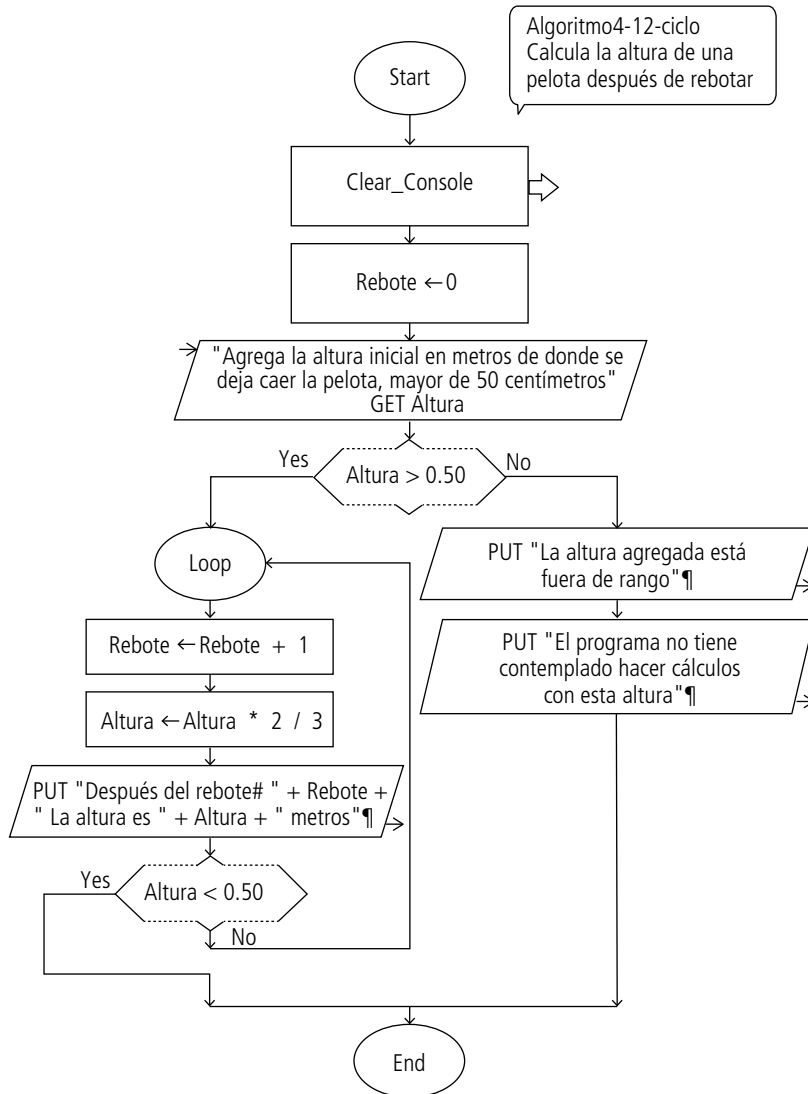 Algoritmo4-12-ciclo
Calcula la altura de una
pelota después de rebotar
Start
Clear_Console
Rebote ←0
"Agrega la altura inicial en metros de donde se
deja caer la pelota, mayor de 50 centímetros"
GET Altura
Yes
Altura > 0.50
No
Loop
Rebote ←Rebote + 1
Altura ←Altura * 2 / 3
PUT "Después del rebote# " + Rebote +
" La altura es " + Altura + " metros"¶
Yes
Altura < 0.50
No
PUT "La altura agregada está
fuera de rango"¶
PUT "El programa no tiene
contemplado hacer cálculos
con esta altura"¶
End